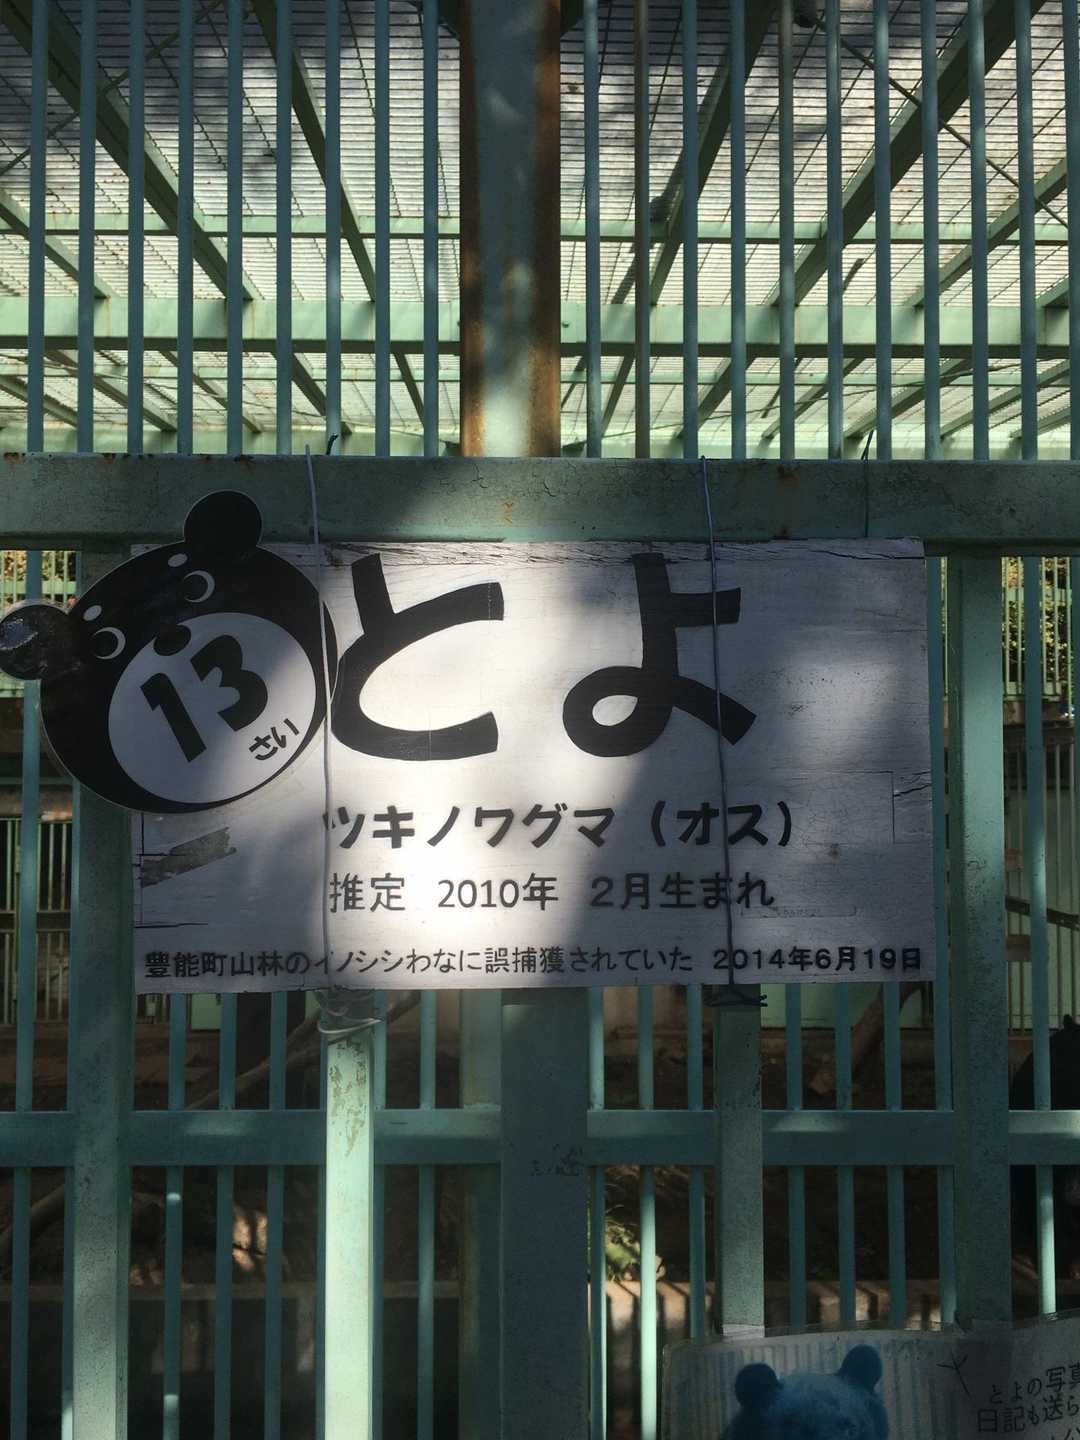 とよ
13
さい
ツキノワグマ（オス）
推定 2010年 2月生まれ
豊能町山林のイノシシわなに誤捕獲されていた 2014年6月19日
とよの写真
日記も送ら